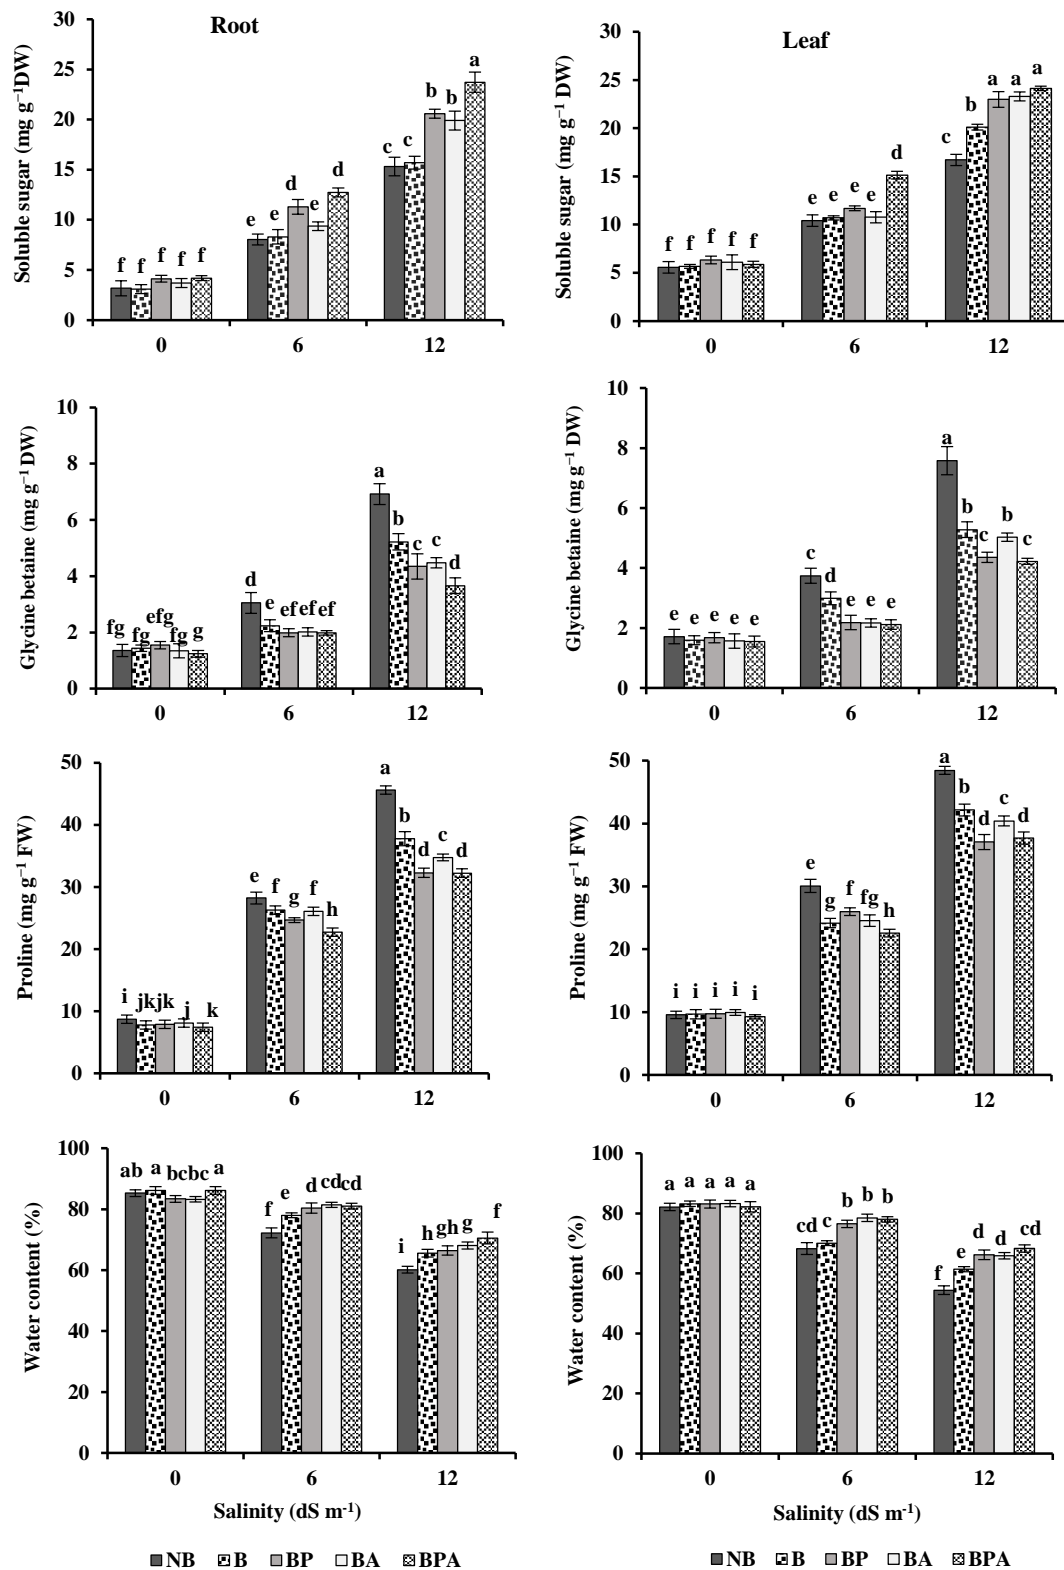 Root
Soluble sugar (mg g⁻¹DW)
30
25
20
15
10
5
0
f f f f f
e e d e d
c c b b a
0 6 12
Leaf
Soluble sugar (mg g⁻¹ DW)
30
25
20
15
10
5
0
f f f f f
e e e e d
c b a a a
0 6 12
Glycine betaine (mg g⁻¹ DW)
10
8
6
4
2
0
fg fg efg fg g
d e ef ef ef
a b c c d
0 6 12
Glycine betaine (mg g⁻¹ DW)
10
8
6
4
2
0
e e e e e
c d e e e
a b c b c
0 6 12
Proline (mg g⁻¹ FW)
50
40
30
20
10
0
i jk jk j k
e f g f h
a b d c d
0 6 12
Proline (mg g⁻¹ FW)
50
40
30
20
10
0
i i i i i
e g f fg h
a b d c d
0 6 12
Water content (%)
100
80
60
40
20
0
ab a bc bc a
f e d cd cd
i h gh g f
0 6 12
Salinity (dS m⁻¹)
Water content (%)
100
80
60
40
20
0
a a a a a
cd c b b b
f e d d cd
0 6 12
Salinity (dS m⁻¹)
NB B BP BA BPA
NB B BP BA BPA